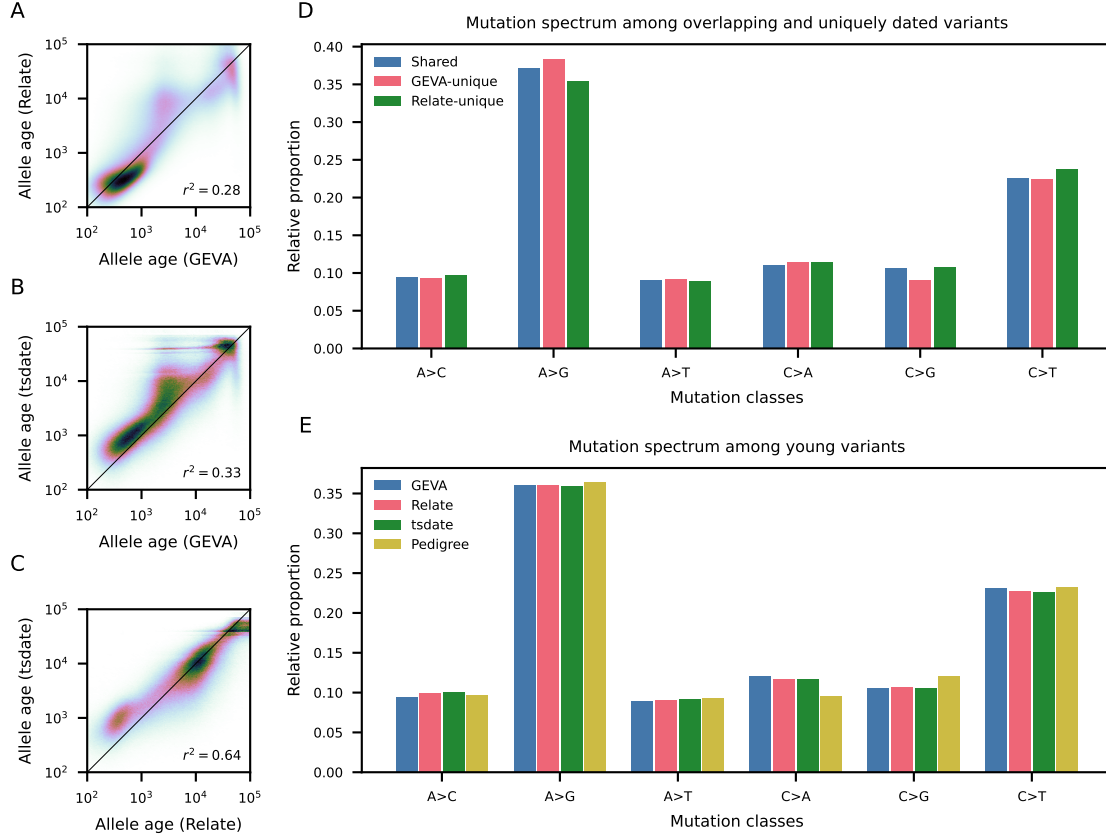 A
10^5
10^4
10^3
10^2
10^2 10^3 10^4 10^5
Allele age (Relate)
Allele age (GEVA)
r^2 = 0.28
B
10^5
10^4
10^3
10^2
10^2 10^3 10^4 10^5
Allele age (tsdate)
Allele age (GEVA)
r^2 = 0.33
C
10^5
10^4
10^3
10^2
10^2 10^3 10^4 10^5
Allele age (tsdate)
Allele age (Relate)
r^2 = 0.64
D
Mutation spectrum among overlapping and uniquely dated variants
Shared
GEVA-unique
Relate-unique
0.40
0.35
0.30
0.25
0.20
0.15
0.10
0.05
0.00
Relative proportion
A>C A>G A>T C>A C>G C>T
Mutation classes
E
Mutation spectrum among young variants
GEVA
Relate
tsdate
Pedigree
0.35
0.30
0.25
0.20
0.15
0.10
0.05
0.00
Relative proportion
A>C A>G A>T C>A C>G C>T
Mutation classes